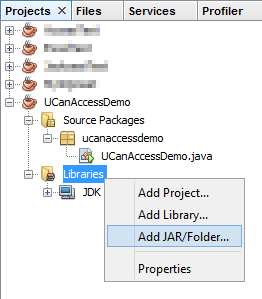 Projects Files Services Profiler
UCanAccessDemo
Source Packages
ucanaccessdemo
UCanAccessDemo.java
Libraries
JDK
Add Project...
Add Library...
Add JAR/Folder...
Properties